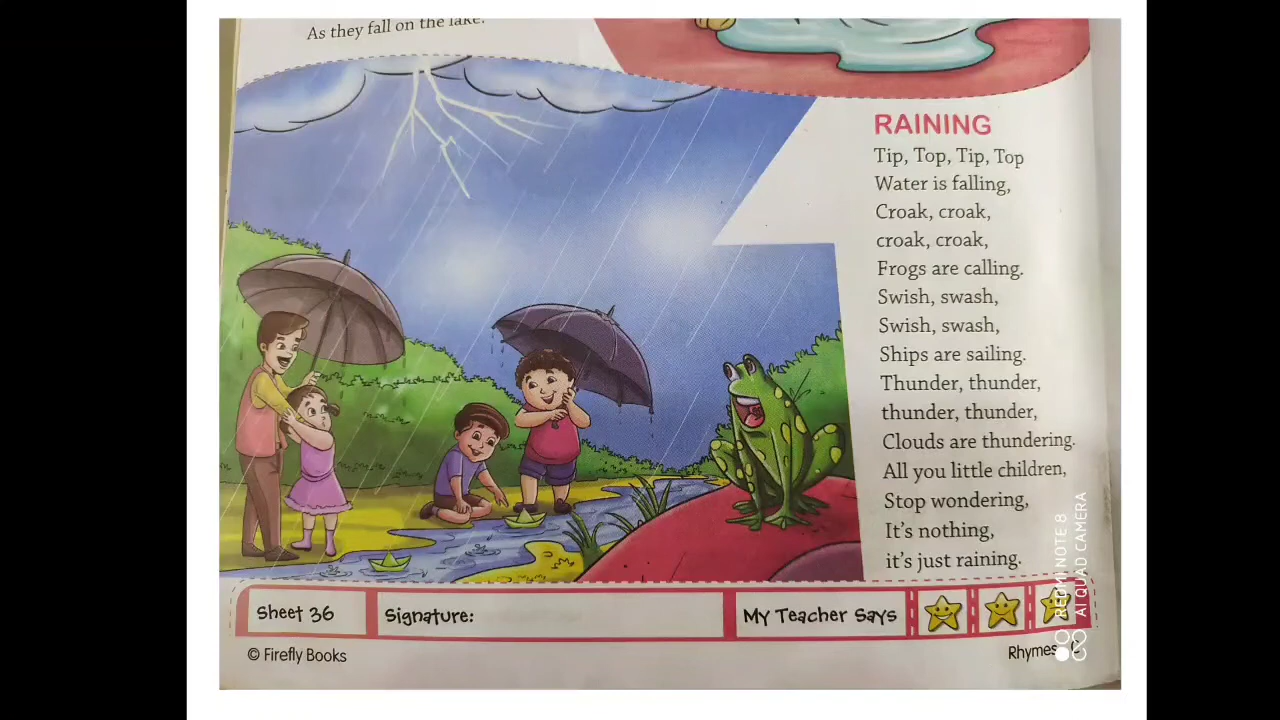 As they fall on the lake.
RAINING
Tip, Top, Tip, Top
Water is falling,
Croak, croak,
croak, croak,
Frogs are calling.
Swish, swash,
Swish, swash,
Ships are sailing.
Thunder, thunder,
thunder, thunder,
Clouds are thundering.
All you little children,
Stop wondering,
It's nothing,
it's just raining.
Sheet 36
Signature:
My Teacher Says
© Firefly Books
Rhymes
REDMI NOTE 8
AI QUAD CAMERA